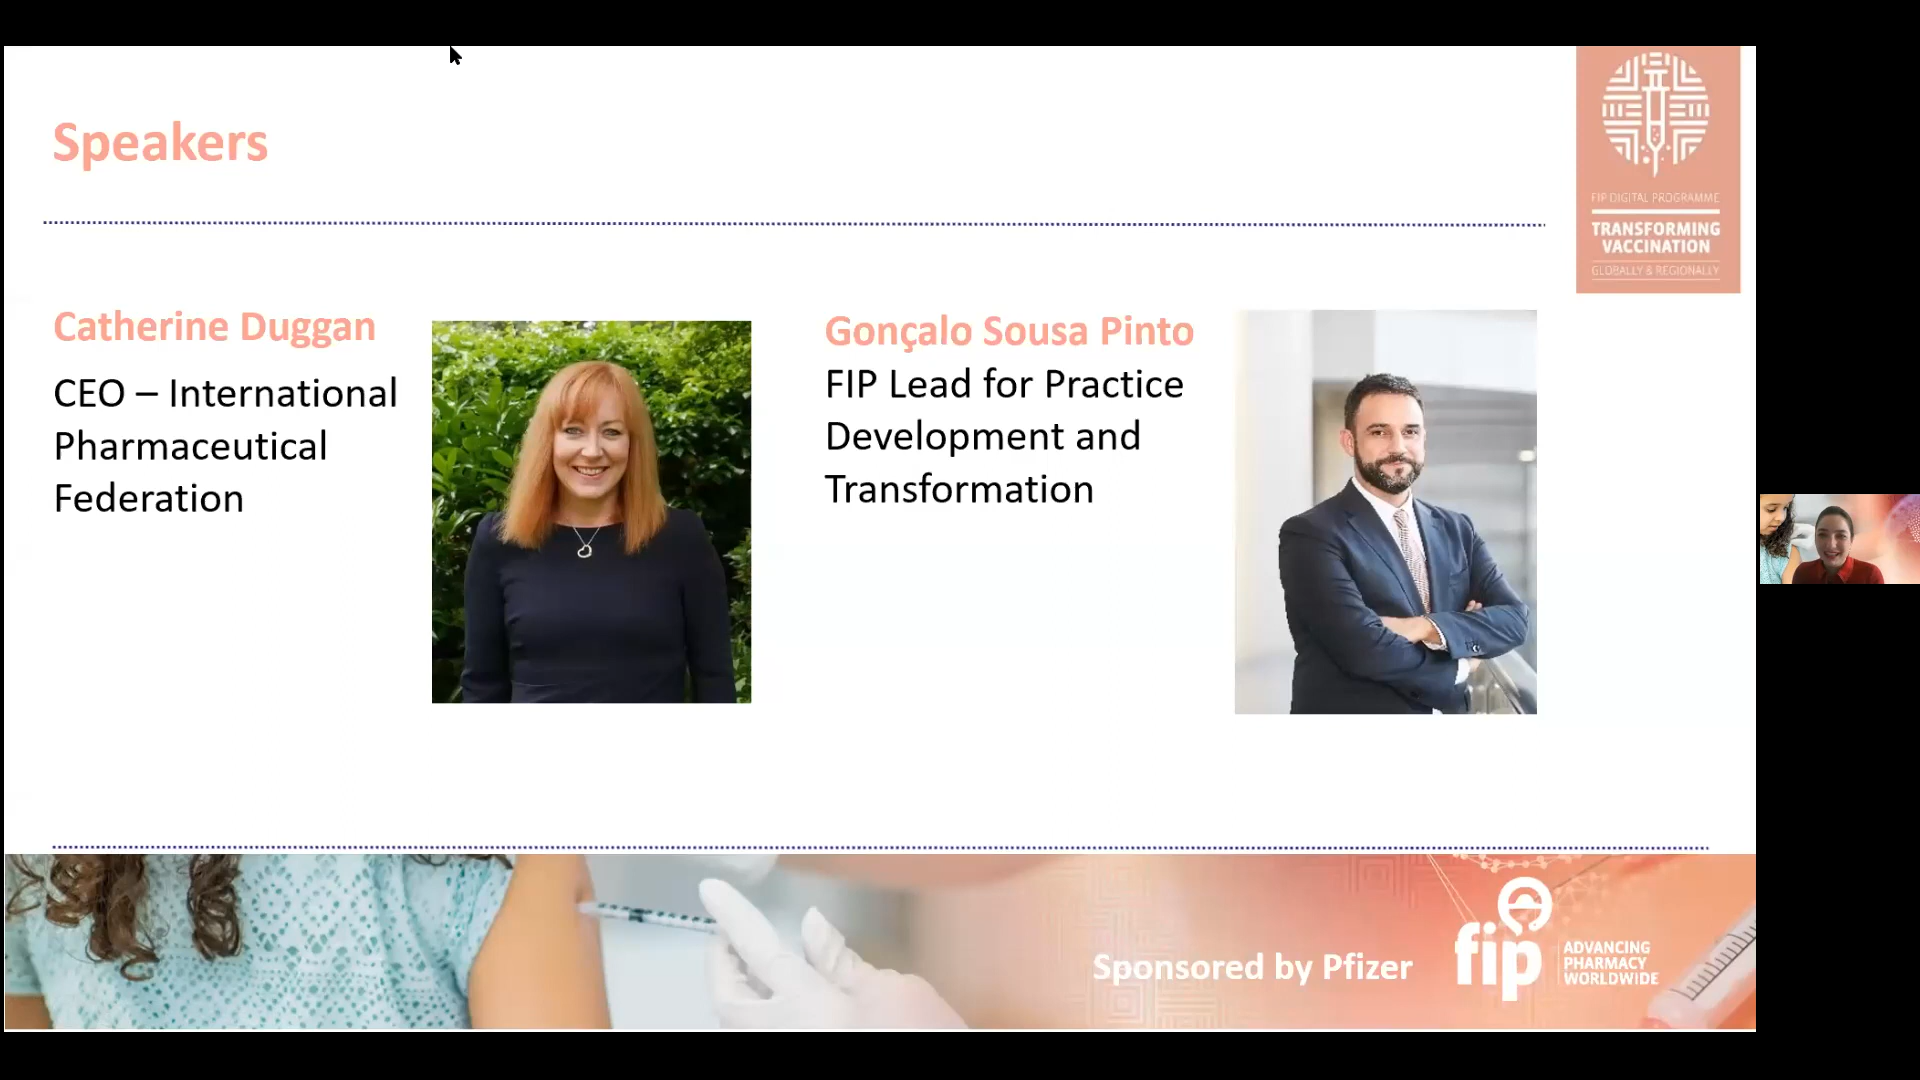 Speakers
FIP DIGITAL PROGRAMME
TRANSFORMING
VACCINATION
GLOBALLY & REGIONALLY
Catherine Duggan
CEO – International
Pharmaceutical
Federation
Gonçalo Sousa Pinto
FIP Lead for Practice
Development and
Transformation
Sponsored by Pfizer
fip
ADVANCING
PHARMACY
WORLDWIDE